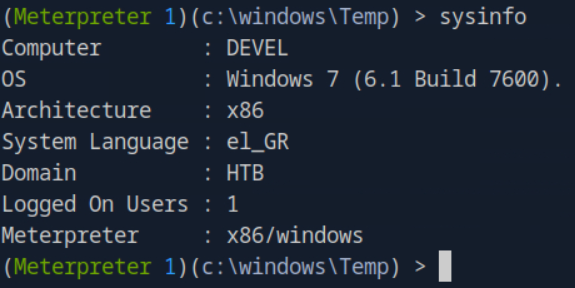 (Meterpreter 1)(c:\windows\Temp) > sysinfo
Computer        : DEVEL
OS              : Windows 7 (6.1 Build 7600).
Architecture    : x86
System Language : el_GR
Domain          : HTB
Logged On Users : 1
Meterpreter     : x86/windows
(Meterpreter 1)(c:\windows\Temp) >